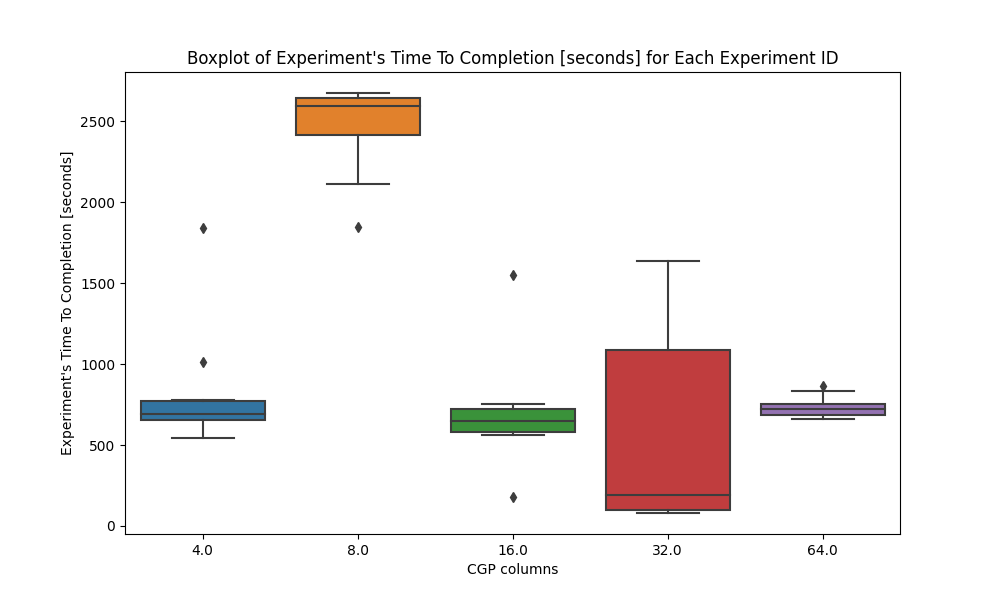 Boxplot of Experiment's Time To Completion [seconds] for Each Experiment ID
Experiment's Time To Completion [seconds]
2500
2000
1500
1000
500
0
4.0 8.0 16.0 32.0 64.0
CGP columns